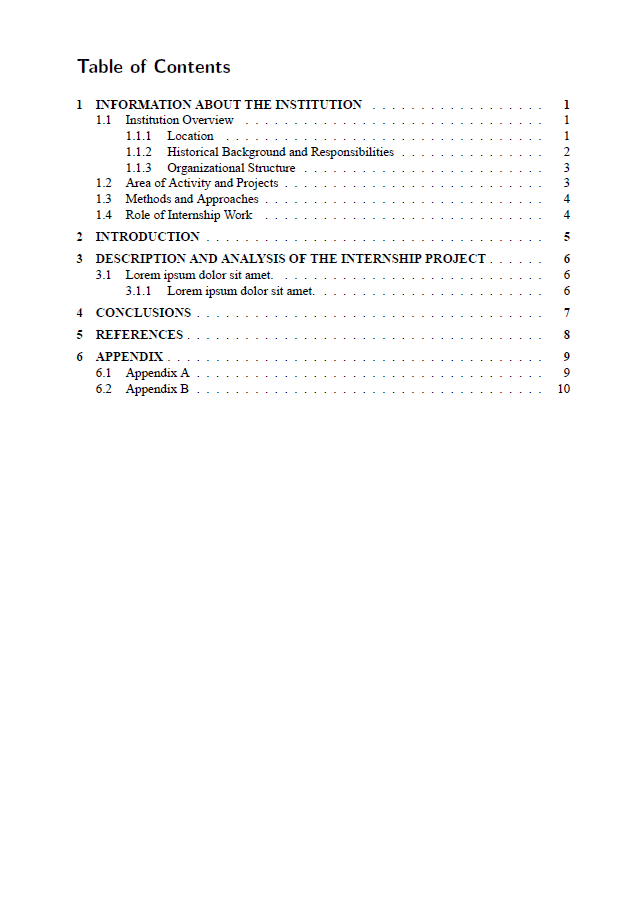 Table of Contents
1 INFORMATION ABOUT THE INSTITUTION . . . . . . . . . . . . . . . . . . 1
1.1 Institution Overview . . . . . . . . . . . . . . . . . . . . . . . . . . . . . . . 1
1.1.1 Location . . . . . . . . . . . . . . . . . . . . . . . . . . . . . . . . . 1
1.1.2 Historical Background and Responsibilities . . . . . . . . . . . . . . . 2
1.1.3 Organizational Structure . . . . . . . . . . . . . . . . . . . . . . . . . 3
1.2 Area of Activity and Projects . . . . . . . . . . . . . . . . . . . . . . . . . . . 3
1.3 Methods and Approaches . . . . . . . . . . . . . . . . . . . . . . . . . . . . . 4
1.4 Role of Internship Work . . . . . . . . . . . . . . . . . . . . . . . . . . . . . 4
2 INTRODUCTION . . . . . . . . . . . . . . . . . . . . . . . . . . . . . . . . . . . 5
3 DESCRIPTION AND ANALYSIS OF THE INTERNSHIP PROJECT . . . . . . 6
3.1 Lorem ipsum dolor sit amet. . . . . . . . . . . . . . . . . . . . . . . . . . . . 6
3.1.1 Lorem ipsum dolor sit amet. . . . . . . . . . . . . . . . . . . . . . . . 6
4 CONCLUSIONS . . . . . . . . . . . . . . . . . . . . . . . . . . . . . . . . . . . . 7
5 REFERENCES . . . . . . . . . . . . . . . . . . . . . . . . . . . . . . . . . . . . . 8
6 APPENDIX . . . . . . . . . . . . . . . . . . . . . . . . . . . . . . . . . . . . . . . 9
6.1 Appendix A . . . . . . . . . . . . . . . . . . . . . . . . . . . . . . . . . . . . 9
6.2 Appendix B . . . . . . . . . . . . . . . . . . . . . . . . . . . . . . . . . . . . 10